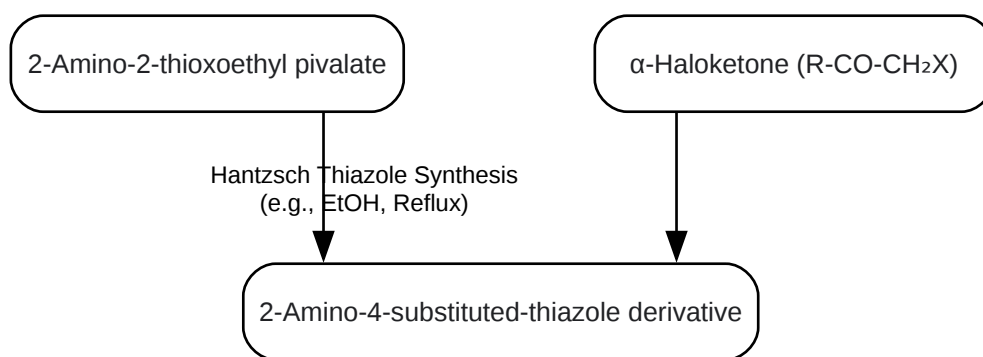 2-Amino-2-thioxoethyl pivalate
α-Haloketone (R-CO-CH₂X)
Hantzsch Thiazole Synthesis
(e.g., EtOH, Reflux)
2-Amino-4-substituted-thiazole derivative